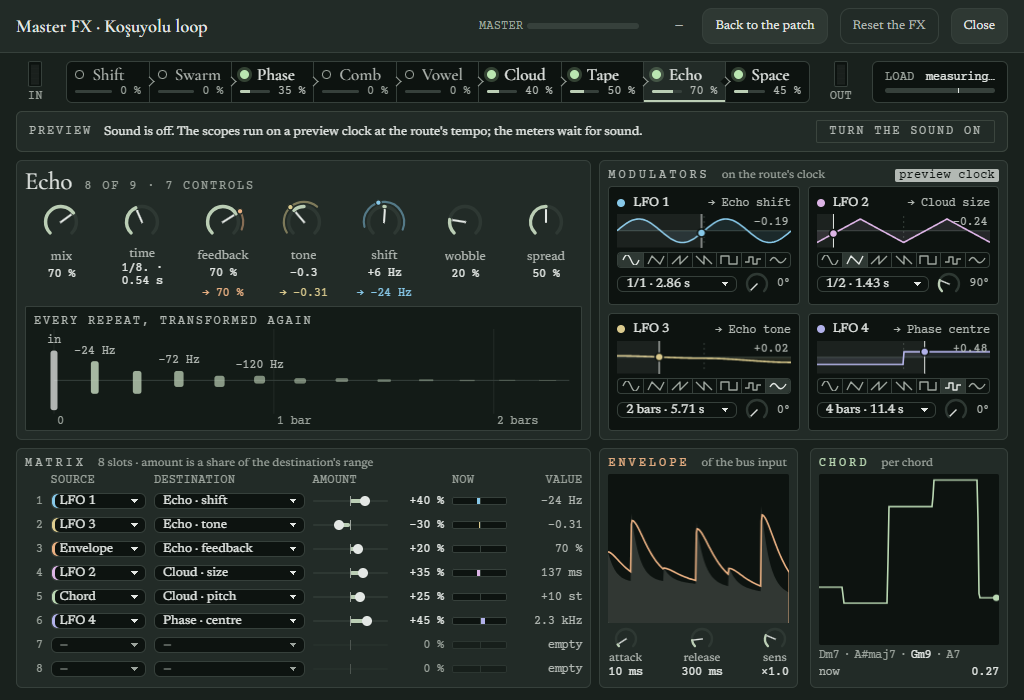 Master FX · Koşuyolu loop
MASTER –
Back to the patch
Reset the FX
Close
IN
Shift 0 %
Swarm 0 %
Phase 35 %
Comb 0 %
Vowel 0 %
Cloud 40 %
Tape 50 %
Echo 70 %
Space 45 %
OUT
LOAD measuring…
PREVIEW Sound is off. The scopes run on a preview clock at the route's tempo; the meters wait for sound.
TURN THE SOUND ON
Echo 8 OF 9 · 7 CONTROLS
mix
70 %
time
1/8. · 0.54 s
feedback
70 %
→ 70 %
tone
−0.3
→ −0.31
shift
+6 Hz
→ −24 Hz
wobble
20 %
spread
50 %
EVERY REPEAT, TRANSFORMED AGAIN
in
−24 Hz
−72 Hz
−120 Hz
0 1 bar 2 bars
MODULATORS on the route's clock preview clock
LFO 1 → Echo shift
−0.19
1/1 · 2.86 s 0°
LFO 2 → Cloud size
−0.24
1/2 · 1.43 s 90°
LFO 3 → Echo tone
+0.02
2 bars · 5.71 s 0°
LFO 4 → Phase centre
+0.48
4 bars · 11.4 s 0°
MATRIX 8 slots · amount is a share of the destination's range
SOURCE DESTINATION AMOUNT NOW VALUE
1 LFO 1 Echo · shift +40 % −24 Hz
2 LFO 3 Echo · tone −30 % −0.31
3 Envelope Echo · feedback +20 % 70 %
4 LFO 2 Cloud · size +35 % 137 ms
5 Chord Cloud · pitch +25 % +10 st
6 LFO 4 Phase · centre +45 % 2.3 kHz
7 — — 0 % empty
8 — — 0 % empty
ENVELOPE of the bus input
attack
10 ms
release
300 ms
sens
×1.0
CHORD per chord
Dm7 · A#maj7 · Gm9 · A7
now 0.27